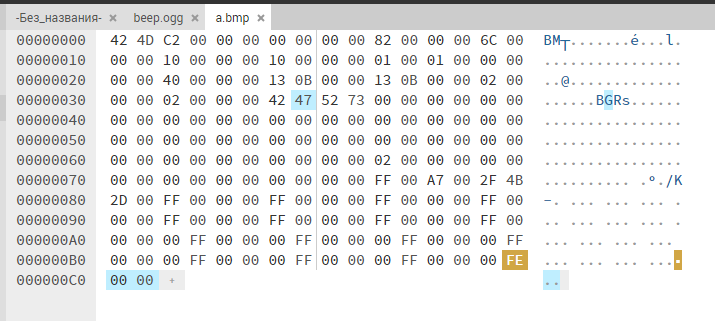 -Без_названия- × beep.ogg × a.bmp ×
00000000 42 4D C2 00 00 00 00 00 00 00 82 00 00 00 6C 00 BM┬.......é...l.
00000010 00 00 10 00 00 00 10 00 00 00 01 00 01 00 00 00 ................
00000020 00 00 40 00 00 00 13 0B 00 00 13 0B 00 00 02 00 ..@.............
00000030 00 00 02 00 00 00 42 47 52 73 00 00 00 00 00 00 ......BGRs......
00000040 00 00 00 00 00 00 00 00 00 00 00 00 00 00 00 00 ................
00000050 00 00 00 00 00 00 00 00 00 00 00 00 00 00 00 00 ................
00000060 00 00 00 00 00 00 00 00 00 00 02 00 00 00 00 00 ................
00000070 00 00 00 00 00 00 00 00 00 00 FF 00 A7 00 2F 4B .......... .º./K
00000080 2D 00 FF 00 00 00 FF 00 00 00 FF 00 00 00 FF 00 -. ... ... ... .
00000090 00 00 FF 00 00 00 FF 00 00 00 FF 00 00 00 FF 00 .. ... ... ... .
000000A0 00 00 00 FF 00 00 00 FF 00 00 00 FF 00 00 00 FF ... ... ... ...
000000B0 00 00 00 FF 00 00 00 FF 00 00 00 FF 00 00 00 FE ... ... ... ...▪
000000C0 00 00 + ..